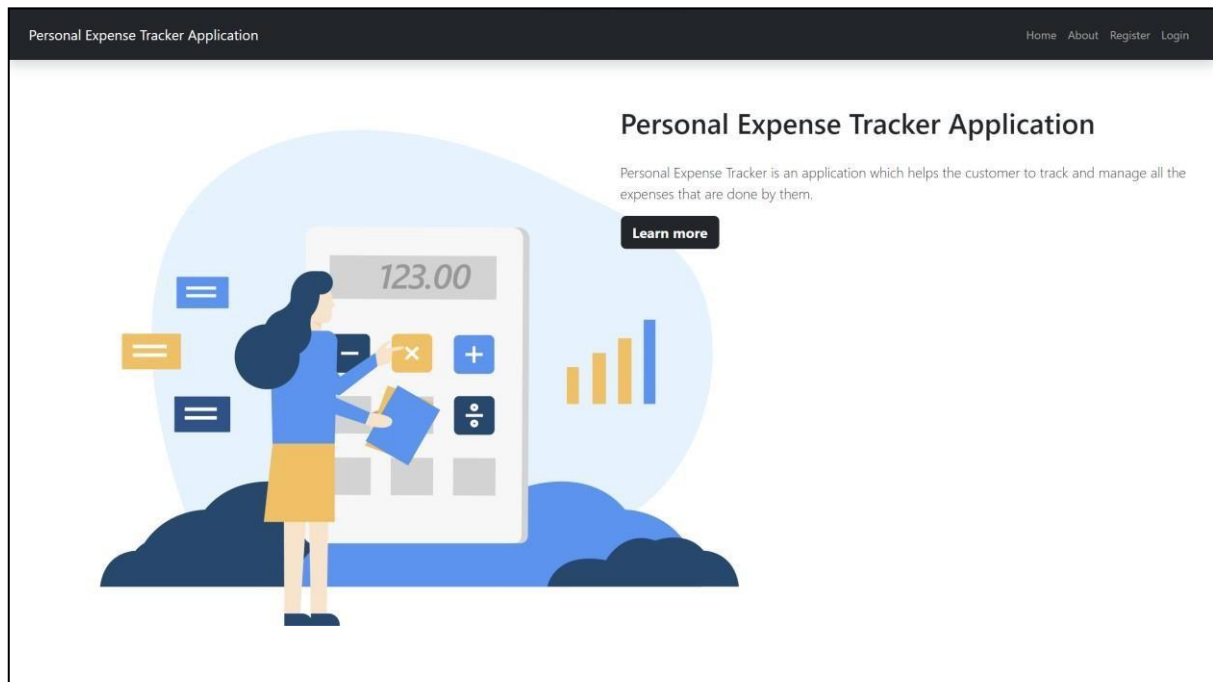 Personal Expense Tracker Application
Home About Register Login
Personal Expense Tracker Application
Personal Expense Tracker is an application which helps the customer to track and manage all the
expenses that are done by them.
Learn more
123.00
− × +
÷